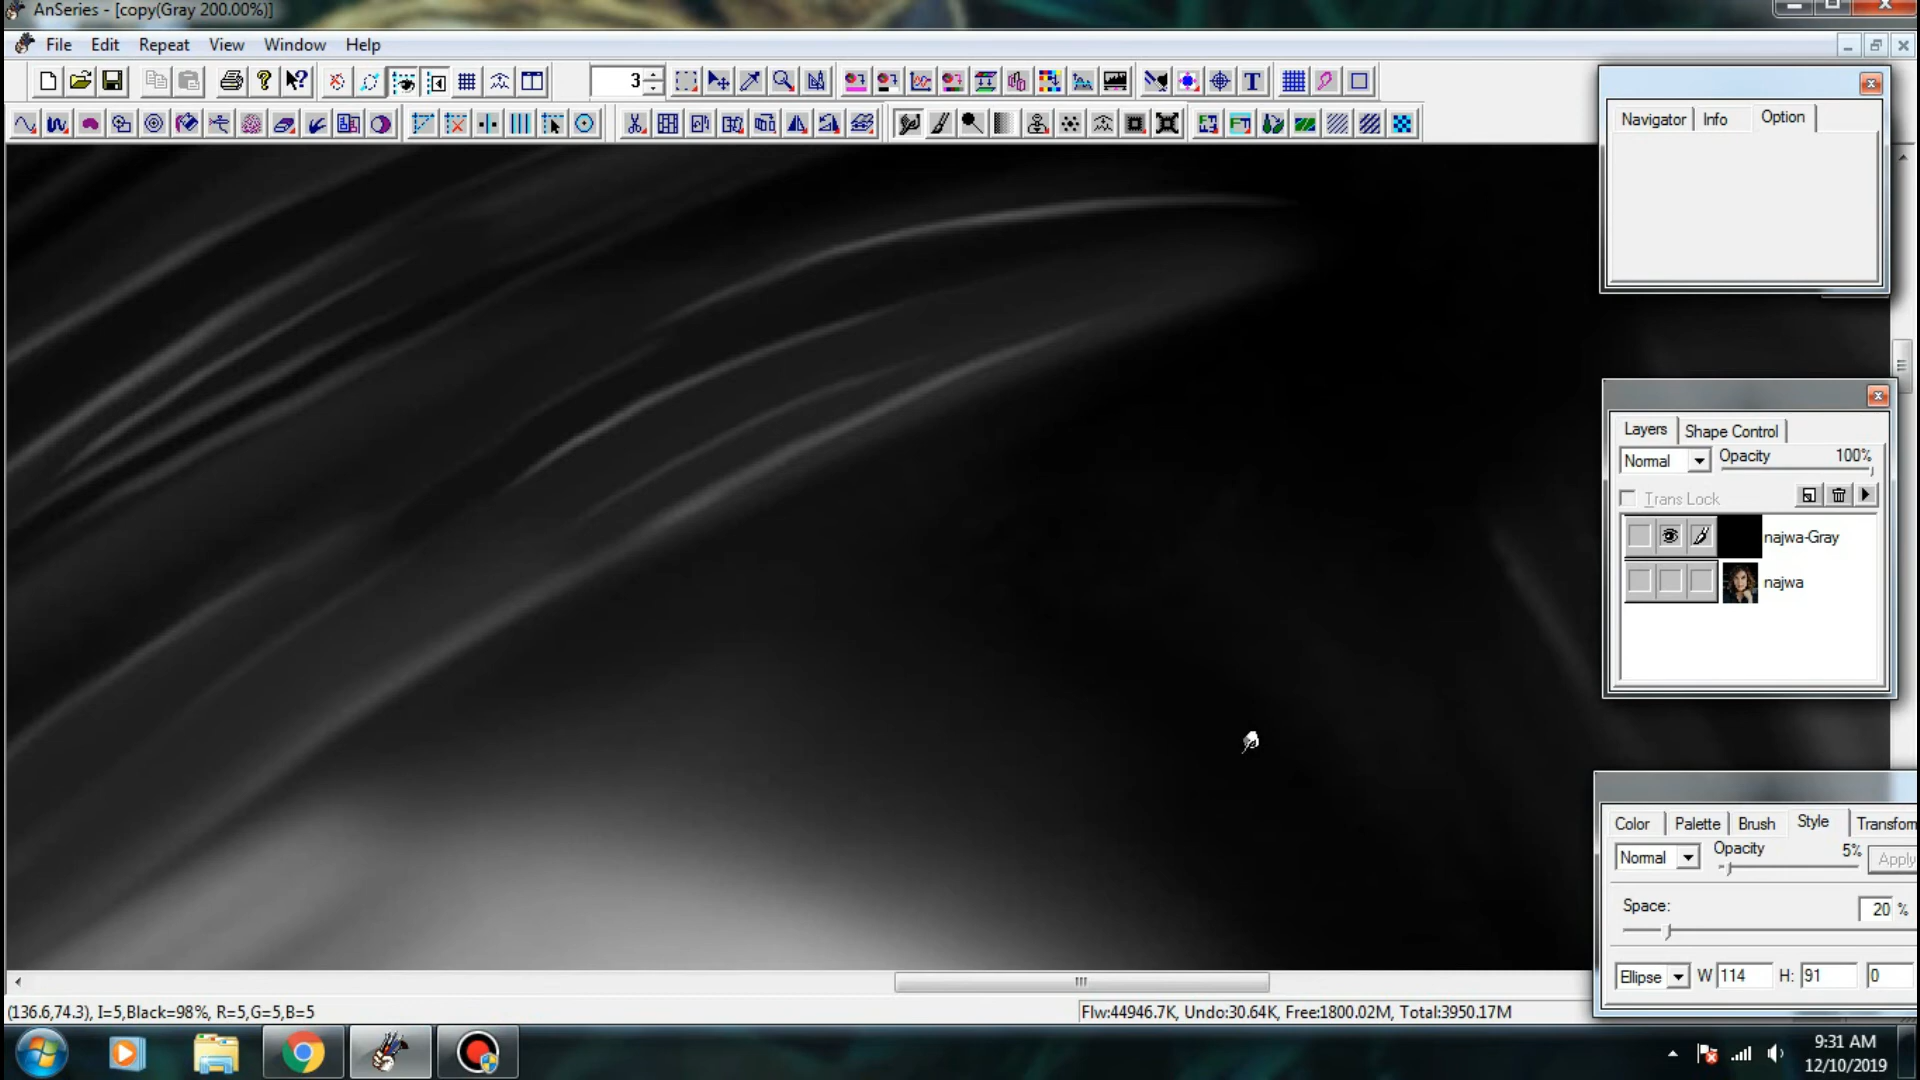 AnSeries - [copy(Gray 200.00%)]
File Edit Repeat View Window Help
3
Navigator Info Option
Layers Shape Control
Normal Opacity 100%
Trans Lock
najwa-Gray
najwa
Color Palette Brush Style Transfom
Normal Opacity 5% Apply
Space: 20 %
Ellipse W 114 H: 91 0
(136.6,74.3), I=5,Black=98%, R=5,G=5,B=5
Flw:44946.7K, Undo:30.64K, Free:1800.02M, Total:3950.17M
9:31 AM
12/10/2019